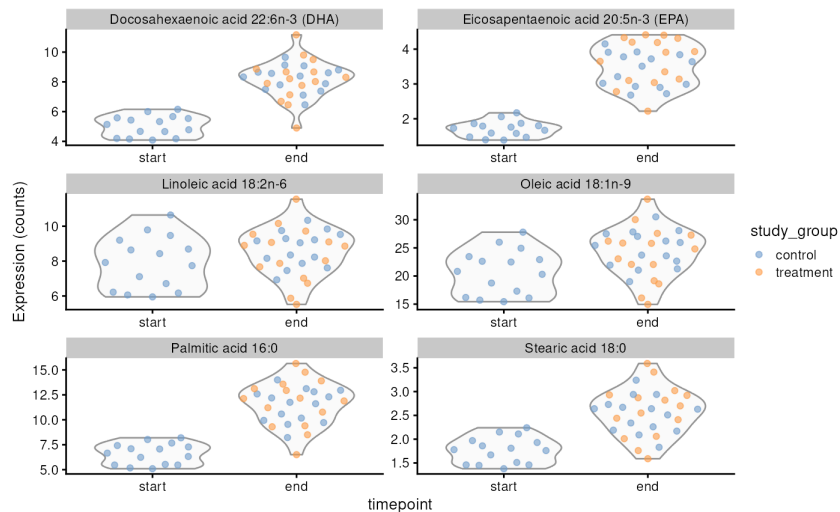 Docosahexaenoic acid 22:6n-3 (DHA)
Eicosapentaenoic acid 20:5n-3 (EPA)
10
8
6
4
start
end
4
3
2
start
end
Linoleic acid 18:2n-6
Oleic acid 18:1n-9
10
8
6
start
end
30
25
20
15
start
end
Palmitic acid 16:0
Stearic acid 18:0
15.0
12.5
10.0
7.5
5.0
start
end
3.5
3.0
2.5
2.0
1.5
start
end
Expression (counts)
timepoint
study_group
control
treatment